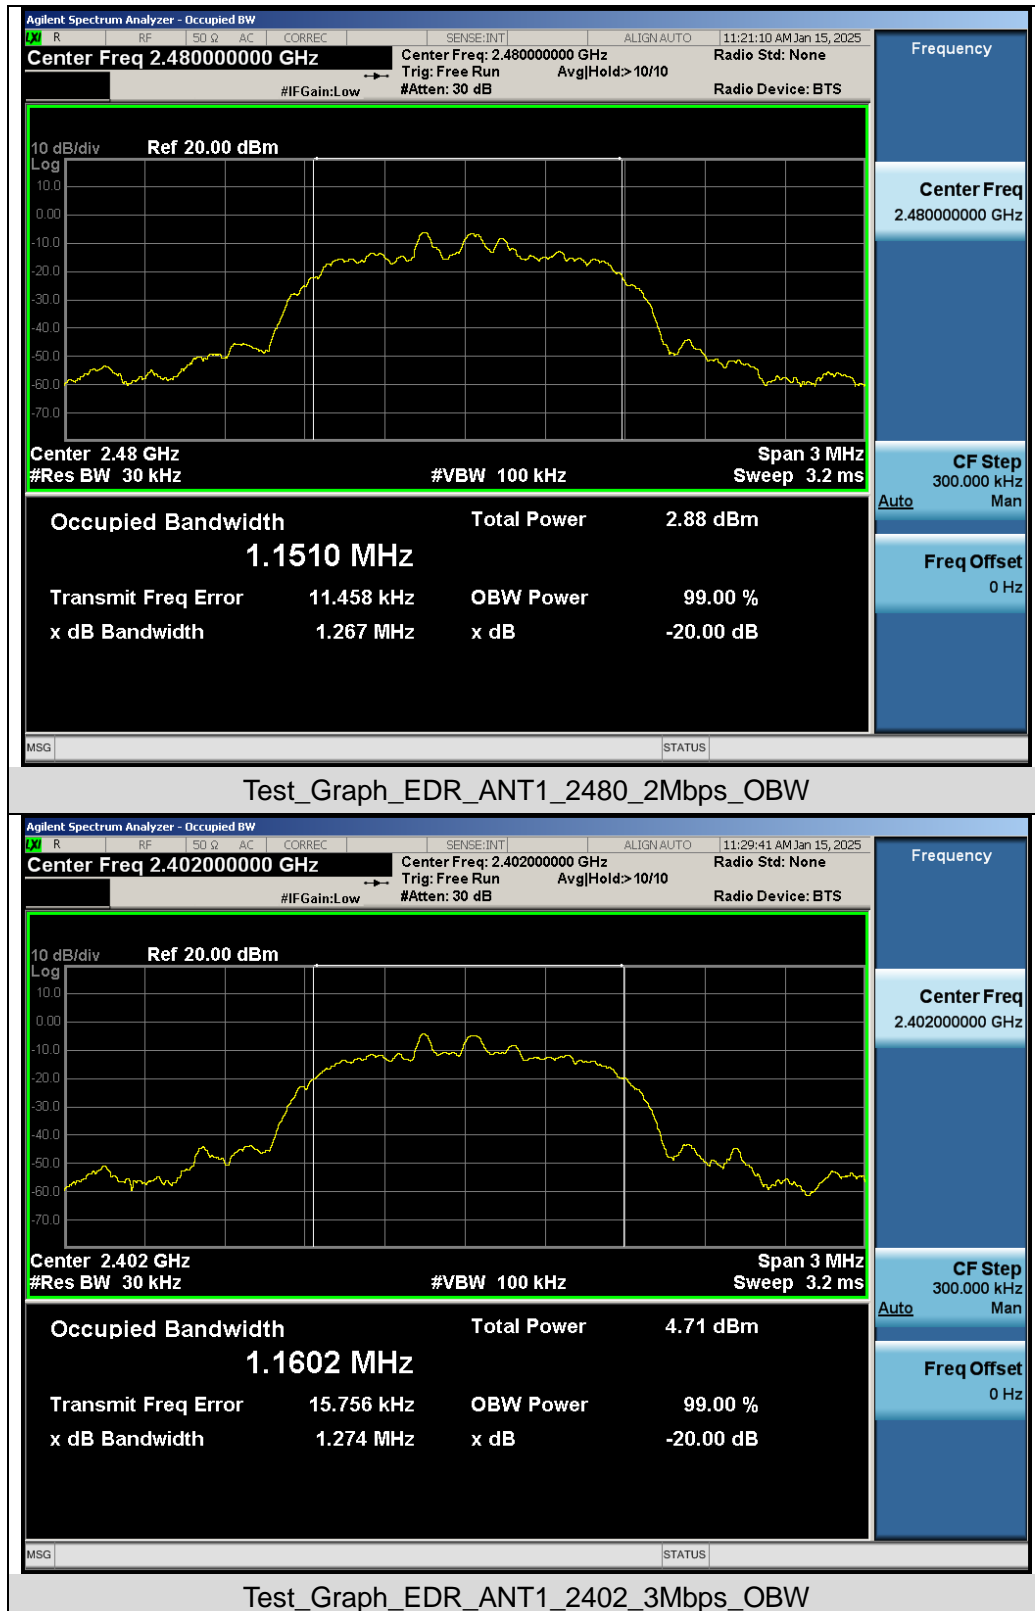 Agilent Spectrum Analyzer - Occupied BW
LXI R RF 50 Ω AC CORREC SENSE:INT ALIGN AUTO 11:21:10 AM Jan 15, 2025
Center Freq 2.480000000 GHz
Center Freq: 2.480000000 GHz Radio Std: None
Trig: Free Run Avg|Hold:> 10/10
#IFGain:Low #Atten: 30 dB Radio Device: BTS
Frequency
10 dB/div Ref 20.00 dBm
Log
10.0
0.00
-10.0
-20.0
-30.0
-40.0
-50.0
-60.0
-70.0
Center 2.48 GHz Span 3 MHz
#Res BW 30 kHz #VBW 100 kHz Sweep 3.2 ms
Center Freq
2.480000000 GHz
CF Step
300.000 kHz
Auto Man
Freq Offset
0 Hz
Occupied Bandwidth Total Power 2.88 dBm
1.1510 MHz
Transmit Freq Error 11.458 kHz OBW Power 99.00 %
x dB Bandwidth 1.267 MHz x dB -20.00 dB
MSG STATUS
Test_Graph_EDR_ANT1_2480_2Mbps_OBW
Agilent Spectrum Analyzer - Occupied BW
LXI R RF 50 Ω AC CORREC SENSE:INT ALIGN AUTO 11:29:41 AM Jan 15, 2025
Center Freq 2.402000000 GHz
Center Freq: 2.402000000 GHz Radio Std: None
Trig: Free Run Avg|Hold:> 10/10
#IFGain:Low #Atten: 30 dB Radio Device: BTS
Frequency
10 dB/div Ref 20.00 dBm
Log
10.0
0.00
-10.0
-20.0
-30.0
-40.0
-50.0
-60.0
-70.0
Center 2.402 GHz Span 3 MHz
#Res BW 30 kHz #VBW 100 kHz Sweep 3.2 ms
Center Freq
2.402000000 GHz
CF Step
300.000 kHz
Auto Man
Freq Offset
0 Hz
Occupied Bandwidth Total Power 4.71 dBm
1.1602 MHz
Transmit Freq Error 15.756 kHz OBW Power 99.00 %
x dB Bandwidth 1.274 MHz x dB -20.00 dB
MSG STATUS
Test_Graph_EDR_ANT1_2402_3Mbps_OBW